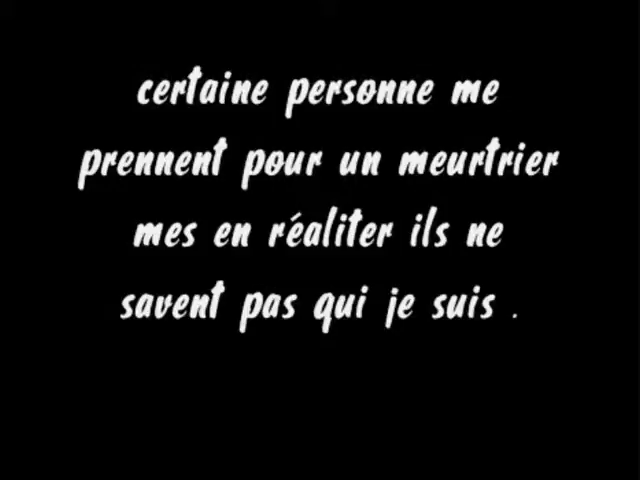 certaine personne me
prennent pour un meurtrier
mes en réaliter ils ne
savent pas qui je suis .